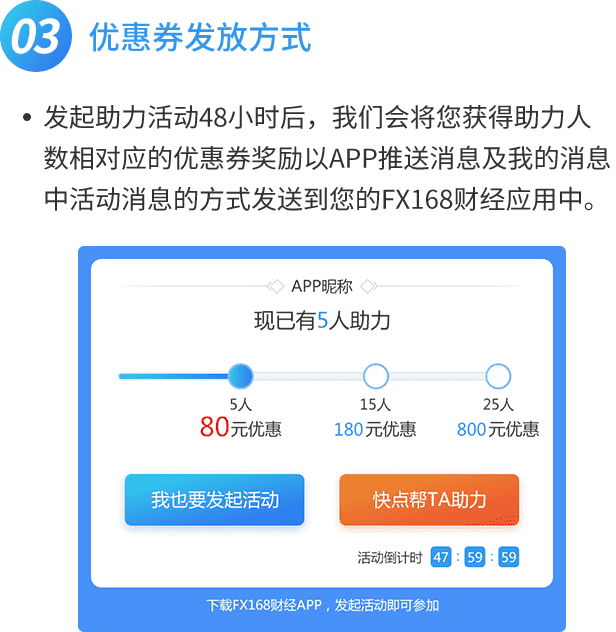 03 优惠券发放方式
• 发起助力活动48小时后，我们会将您获得助力人
数相对应的优惠券奖励以APP推送消息及我的消息
中活动消息的方式发送到您的FX168财经应用中。
APP昵称
现已有5人助力
5人 15人 25人
80元优惠 180元优惠 800元优惠
我也要发起活动 快点帮TA助力
活动倒计时 47 : 59 : 59
下载FX168财经APP，发起活动即可参加